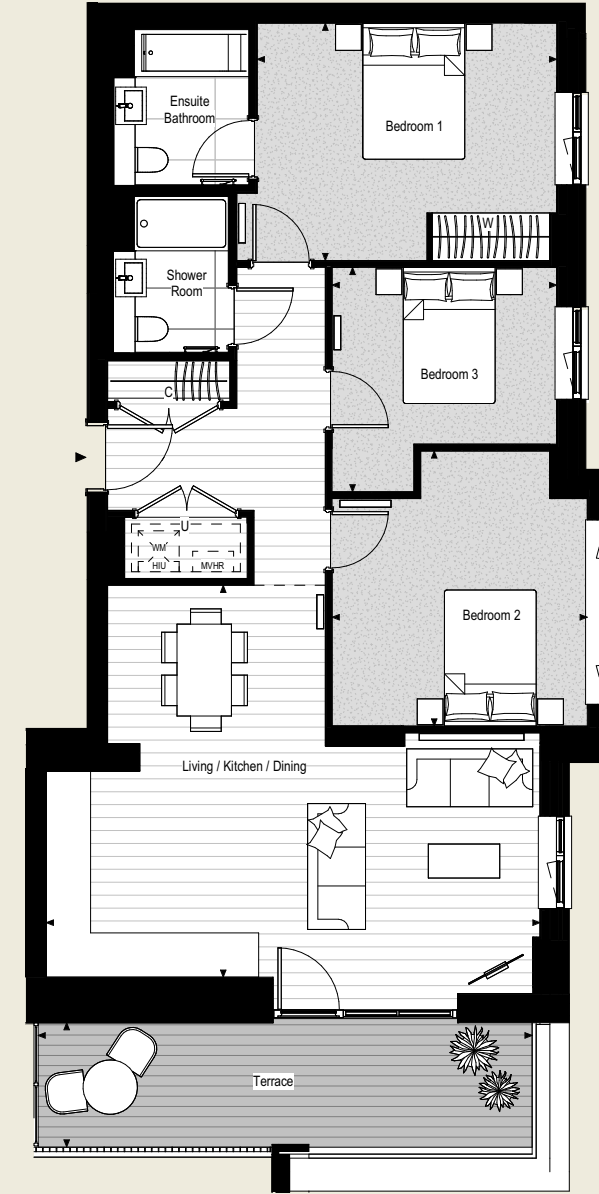 Ensuite
Bathroom
Bedroom 1
W
Shower
Room
Bedroom 3
C
U
WM
HIU
MVHR
Bedroom 2
Living / Kitchen / Dining
Terrace